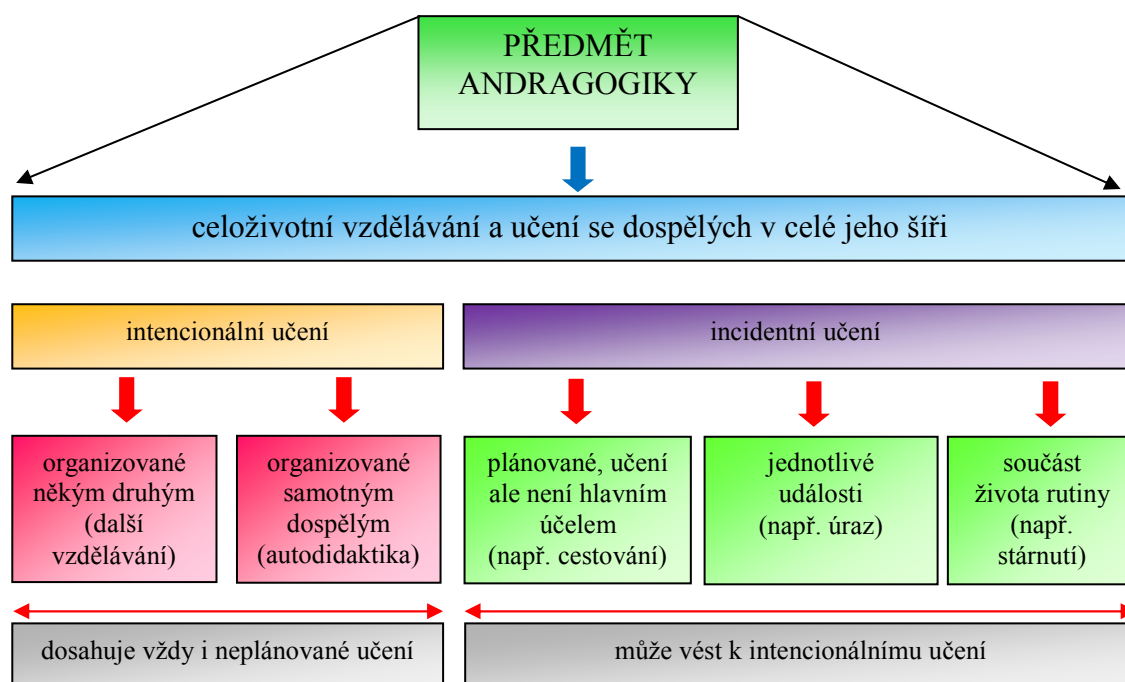 PŘEDMĚT
ANDRAGOGIKY
celoživotní vzdělávání a učení se dospělých v celé jeho šíři
intencionální učení
incidentní učení
organizované
někým druhým
(další
vzdělávání)
organizované
samotným
dospělým
(autodidaktika)
plánované, učení
ale není hlavním
účelem
(např. cestování)
jednotlivé
události
(např. úraz)
součást
života rutiny
(např.
stárnutí)
dosahuje vždy i neplánované učení
může vést k intencionálnímu učení